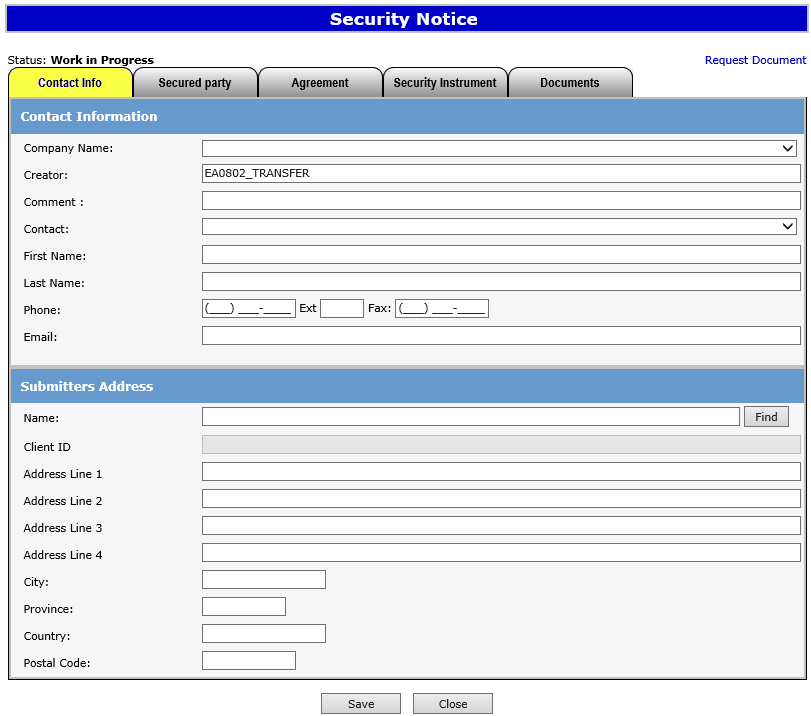 Security Notice
Status: Work in Progress Request Document
Contact Info Secured party Agreement Security Instrument Documents
Contact Information
Company Name:
Creator: EA0802_TRANSFER
Comment :
Contact:
First Name:
Last Name:
Phone: (___) ___-____ Ext Fax: (___) ___-____
Email:
Submitters Address
Name: Find
Client ID
Address Line 1
Address Line 2
Address Line 3
Address Line 4
City:
Province:
Country:
Postal Code:
Save Close